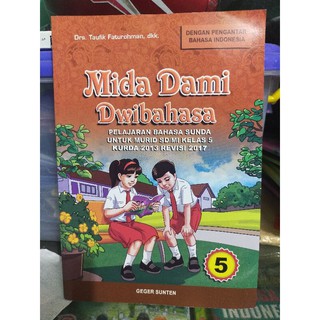 Drs. Taufik Faturohman, dkk.
DENGAN PENGANTAR
BAHASA INDONESIA
Mida Dami
Dwibahasa
PELAJARAN BAHASA SUNDA
UNTUK MURID SD/MI KELAS 5
KURDA 2013 REVISI 2017
5
GEGER SUNTEN